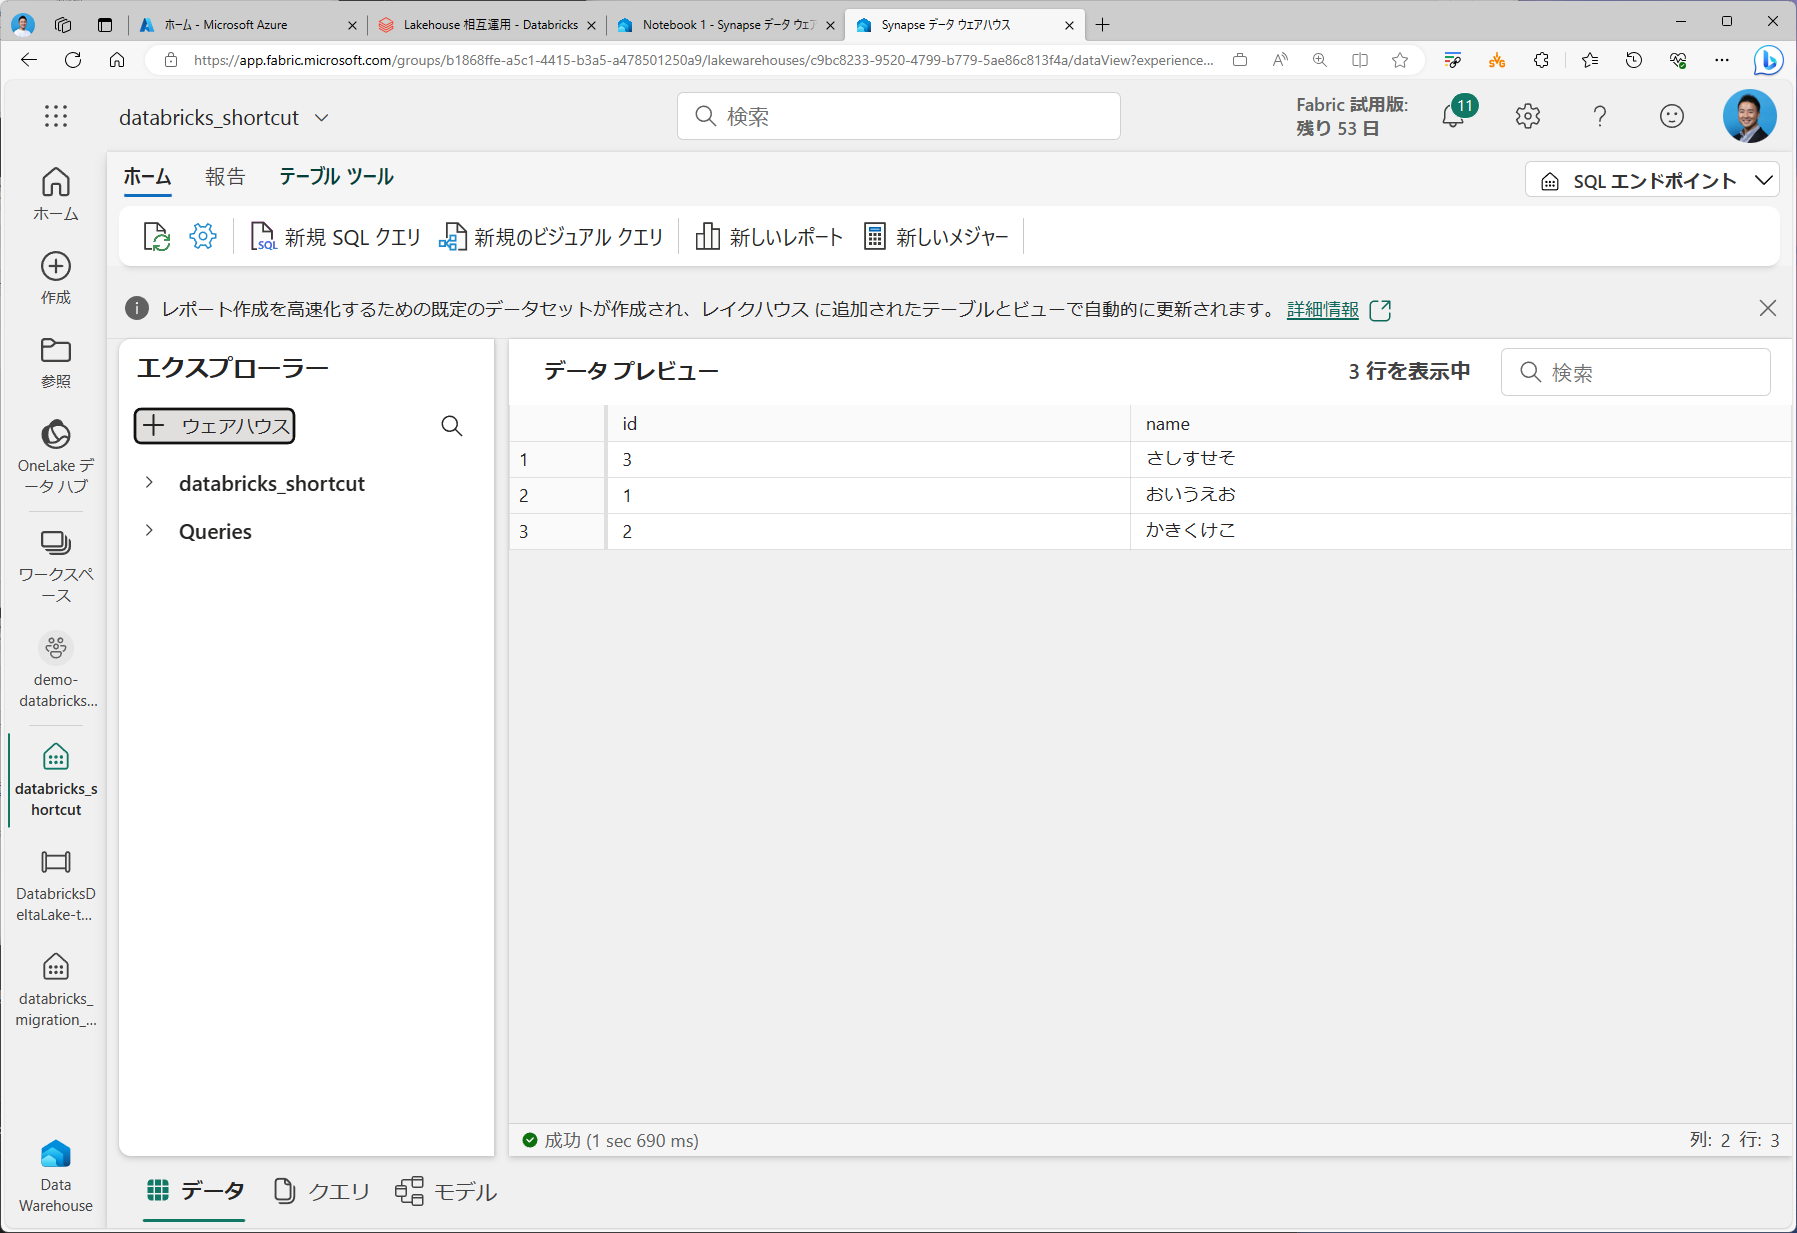 ホーム - Microsoft Azure
Lakehouse 相互運用 - Databricks
Notebook 1 - Synapse データ ウェア
Synapse データ ウェアハウス
https://app.fabric.microsoft.com/groups/b1868ffe-a5c1-4415-b3a5-a478501250a9/lakewarehouses/c9bc8233-9520-4799-b779-5ae86c813f4a/dataView?experience...
databricks_shortcut
検索
Fabric 試用版:
残り 53 日
11
ホーム 報告 テーブル ツール
SQL エンドポイント
新規 SQL クエリ 新規のビジュアル クエリ 新しいレポート 新しいメジャー
レポート作成を高速化するための既定のデータセットが作成され、レイクハウス に追加されたテーブルとビューで自動的に更新されます。 詳細情報
ホーム
作成
参照
OneLake デ
ータ ハブ
ワークスペ
ース
demo-
databricks...
databricks_s
hortcut
DatabricksD
eltaLake-t...
databricks_
migration_...
Data
Warehouse
エクスプローラー
ウェアハウス
databricks_shortcut
Queries
データ プレビュー
3 行を表示中
検索
id name
1 3 さしすせそ
2 1 おいうえお
3 2 かきくけこ
成功 (1 sec 690 ms)
列: 2 行: 3
データ クエリ モデル